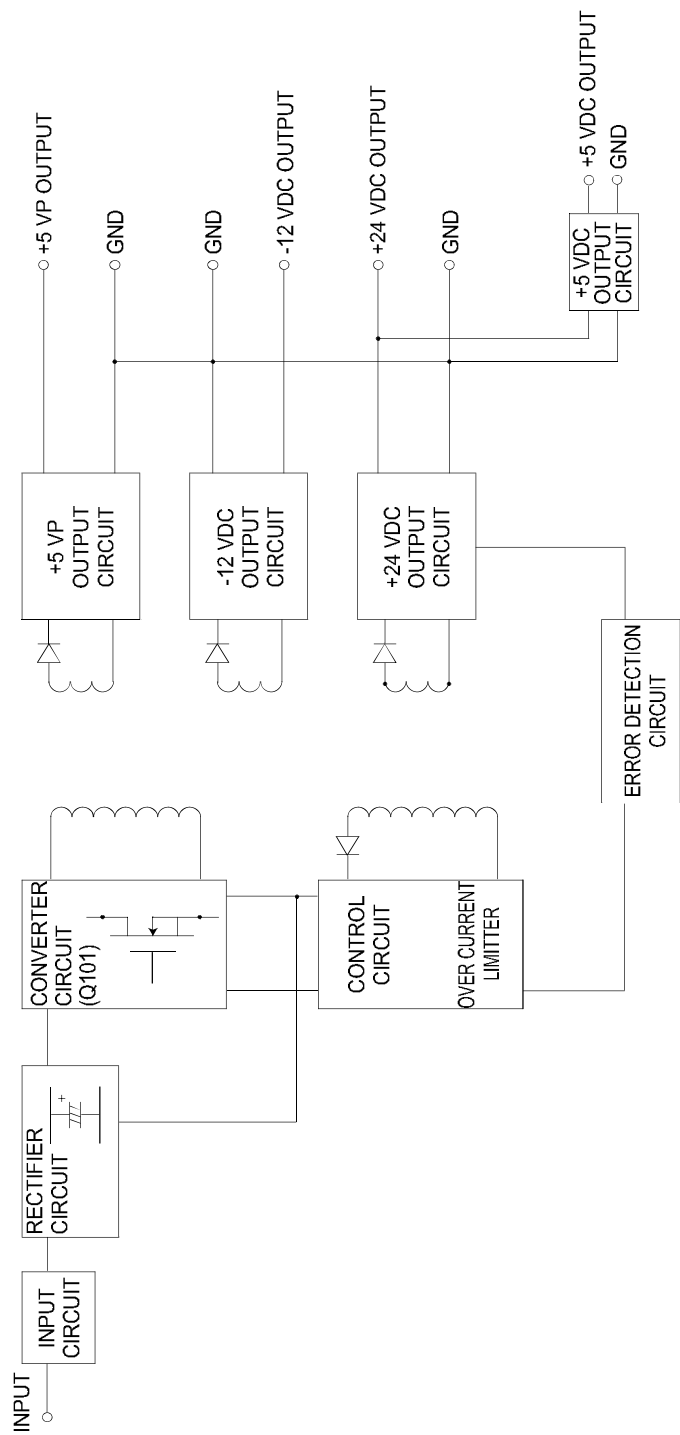 INPUT
INPUT
CIRCUIT
RECTIFIER
CIRCUIT
+
CONVERTER
CIRCUIT
(Q101)
CONTROL
CIRCUIT
OVER CURRENT
LIMITTER
ERROR DETECTION
CIRCUIT
+5 VP
OUTPUT
CIRCUIT
-12 VDC
OUTPUT
CIRCUIT
+24 VDC
OUTPUT
CIRCUIT
+5 VP OUTPUT
GND
GND
-12 VDC OUTPUT
+24 VDC OUTPUT
GND
+5 VDC
OUTPUT
CIRCUIT
+5 VDC OUTPUT
GND